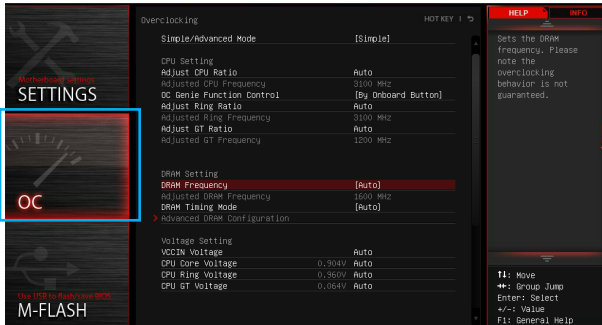 Motherboard settings
SETTINGS
OC
Use USB to flash/save BIOS
M-FLASH
Overclocking
HOT KEY | 
Simple/Advanced Mode [Simple]
CPU Setting
Adjust CPU Ratio Auto
Adjusted CPU Frequency 3100 MHz
OC Genie Function Control [By Onboard Button]
Adjust Ring Ratio Auto
Adjusted Ring Frequency 3100 MHz
Adjust GT Ratio Auto
Adjusted GT Frequency 1200 MHz
DRAM Setting
DRAM Frequency [Auto]
Adjusted DRAM Frequency 1600 MHz
DRAM Timing Mode [Auto]
> Advanced DRAM Configuration
Voltage Setting
VCCIN Voltage Auto
CPU Core Voltage 0.904V Auto
CPU Ring Voltage 0.960V Auto
CPU GT Voltage 0.064V Auto
HELP INFO
Sets the DRAM
frequency. Please
note the
overclocking
behavior is not
guaranteed.
↑↓: Move
→←: Group Jump
Enter: Select
+/-: Value
F1: General Help